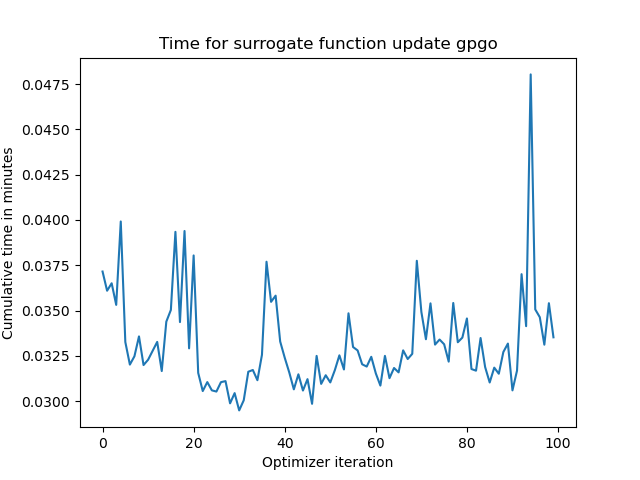 Time for surrogate function update gpgo
Cumulative time in minutes
0.0475
0.0450
0.0425
0.0400
0.0375
0.0350
0.0325
0.0300
0 20 40 60 80 100
Optimizer iteration